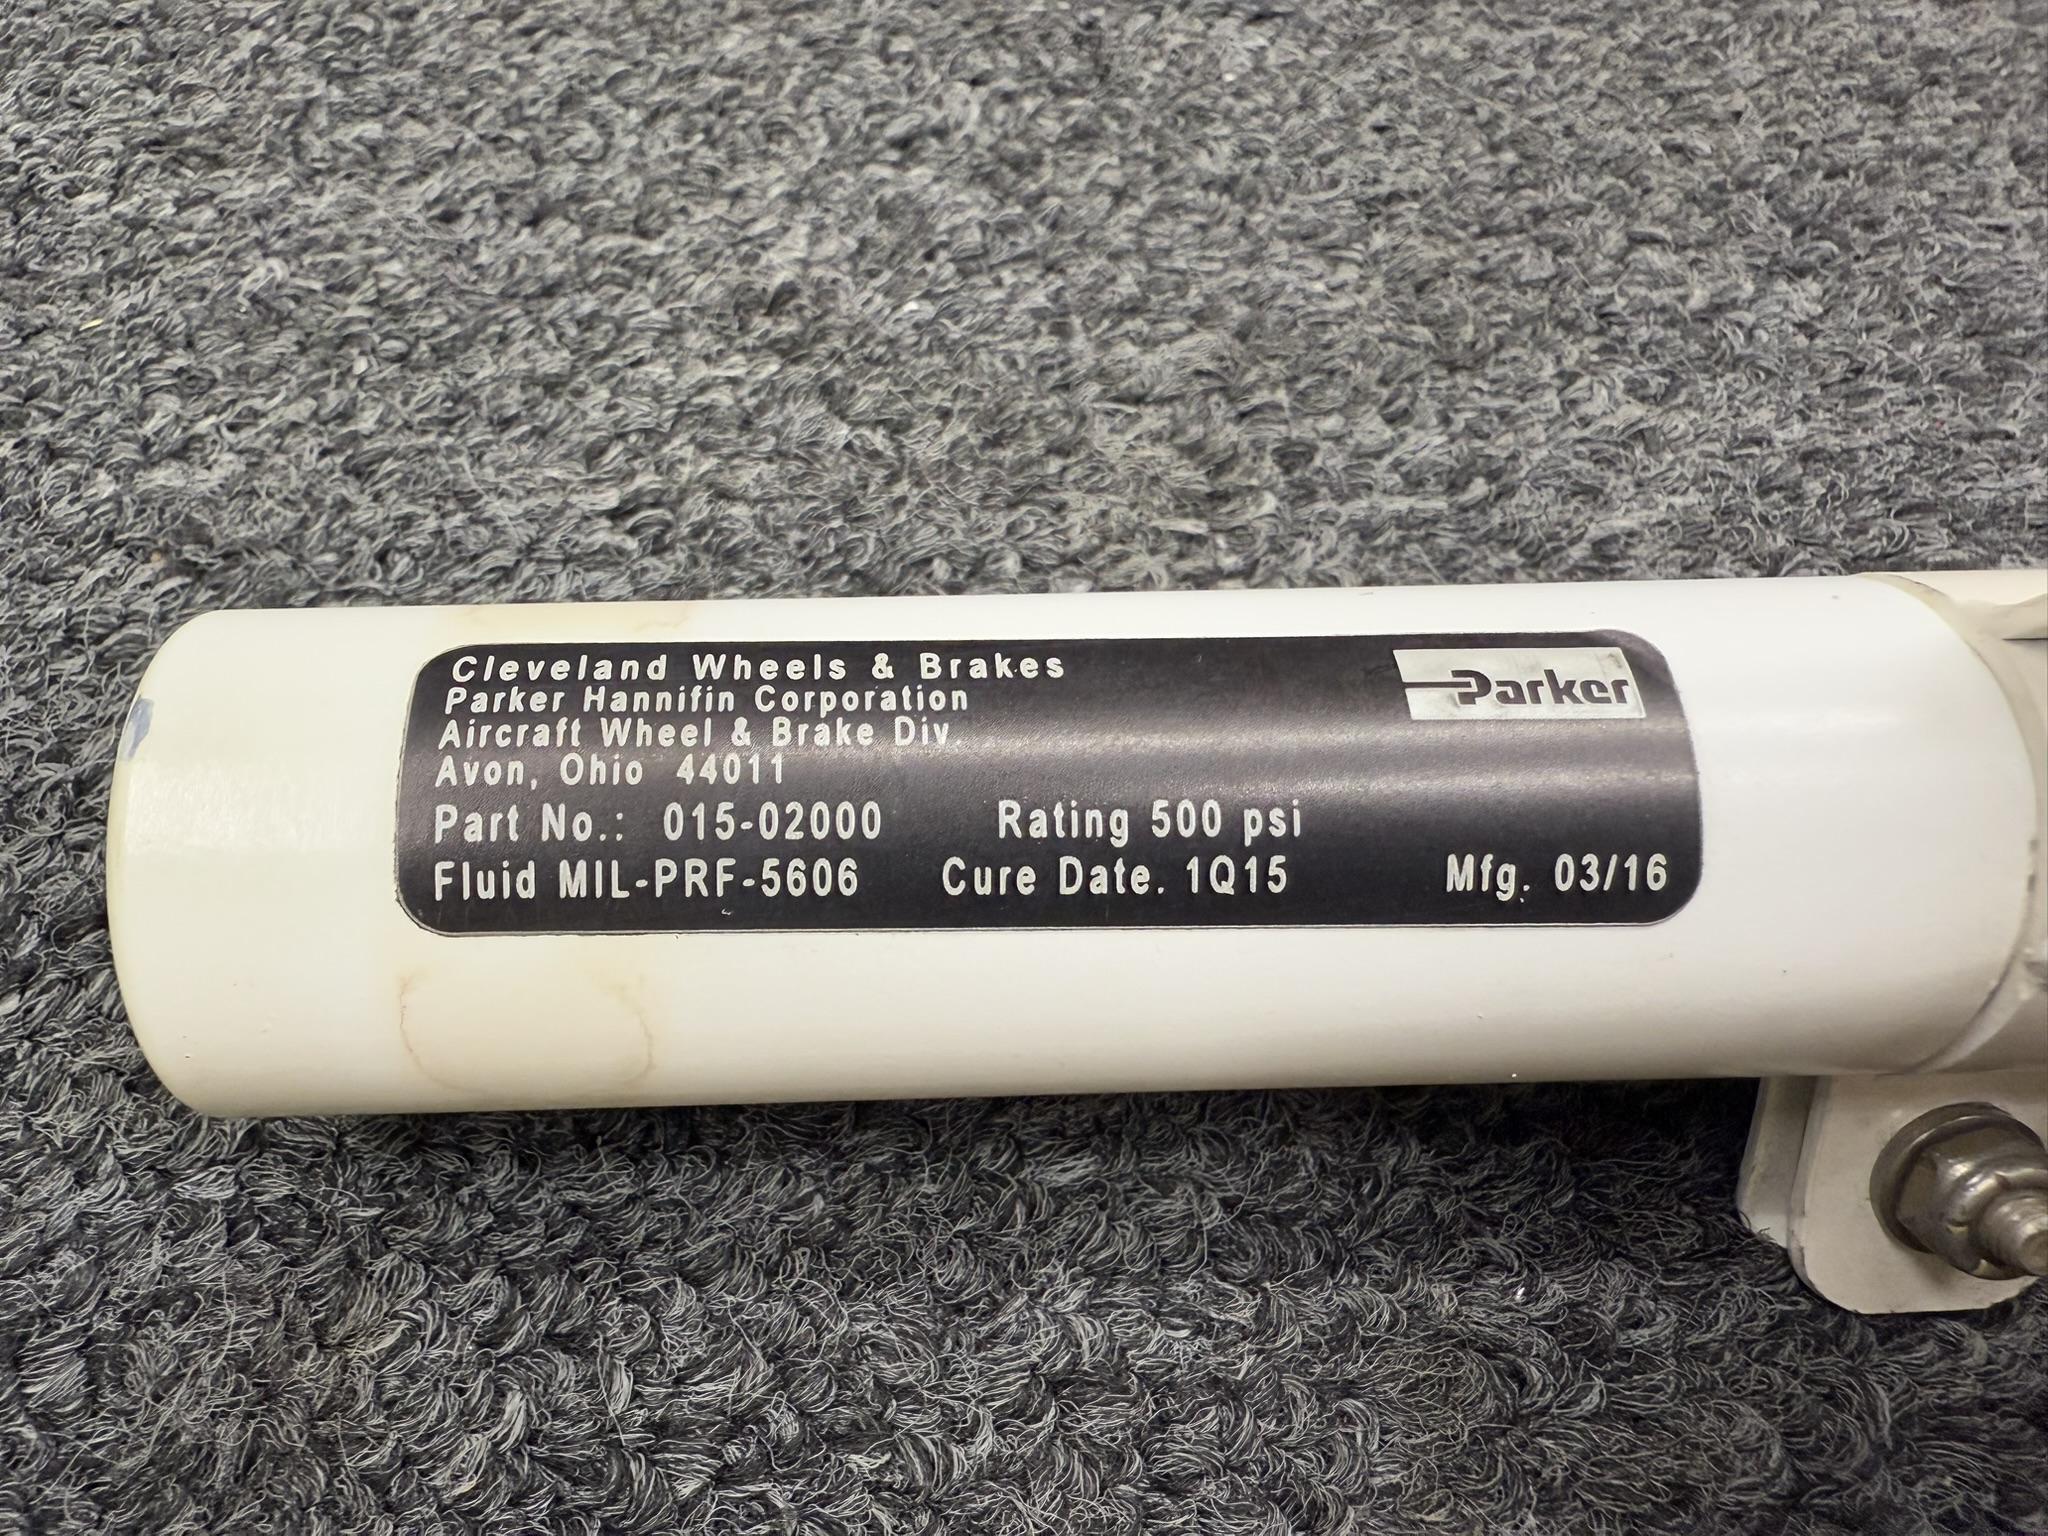 Cleveland Wheels & Brakes
Parker
Parker Hannifin Corporation
Aircraft Wheel & Brake Div.
Avon, Ohio 44011
Part No.: 015-02000 Rating 500 psi
Fluid MIL-PRF-5606 Cure Date. 1Q15 Mfg. 03/16